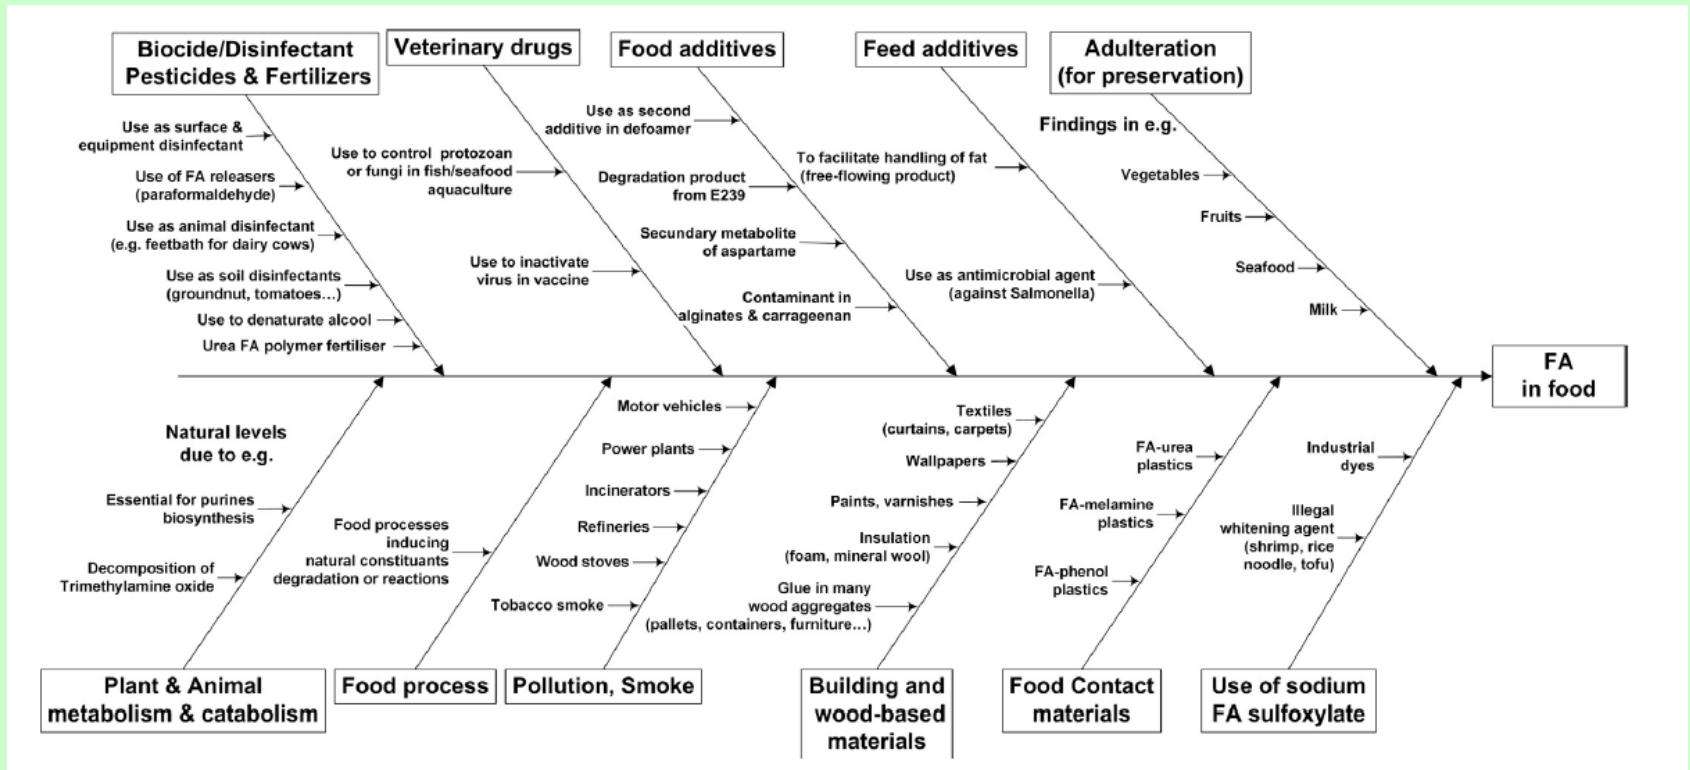 Biocide/Disinfectant
Pesticides & Fertilizers
Use as surface &
equipment disinfectant
Use of FA releasers
(paraformaldehyde)
Use as animal disinfectant
(e.g. feetbath for dairy cows)
Use as soil disinfectants
(groundnut, tomatoes...)
Use to denaturate alcool
Urea FA polymer fertiliser
Veterinary drugs
Use to control protozoan
or fungi in fish/seafood
aquaculture
Use to inactivate
virus in vaccine
Food additives
Use as second
additive in defoamer
Degradation product
from E239
Secundary metabolite
of aspartame
Contaminant in
alginates & carrageenan
Feed additives
To facilitate handling of fat
(free-flowing product)
Use as antimicrobial agent
(against Salmonella)
Adulteration
(for preservation)
Findings in e.g.
Vegetables
Fruits
Seafood
Milk
FA
in food
Natural levels
due to e.g.
Essential for purines
biosynthesis
Decomposition of
Trimethylamine oxide
Plant & Animal
metabolism & catabolism
Food processes
inducing
natural constituants
degradation or reactions
Food process
Motor vehicles
Power plants
Incinerators
Refineries
Wood stoves
Tobacco smoke
Pollution, Smoke
Textiles
(curtains, carpets)
Wallpapers
Paints, varnishes
Insulation
(foam, mineral wool)
Glue in many
wood aggregates
(pallets, containers, furniture...)
Building and
wood-based
materials
FA-urea
plastics
FA-melamine
plastics
FA-phenol
plastics
Food Contact
materials
Industrial
dyes
Illegal
whitening agent
(shrimp, rice
noodle, tofu)
Use of sodium
FA sulfoxylate